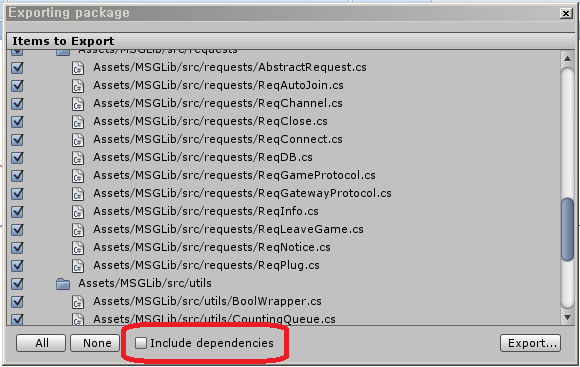 Exporting package
Items to Export
Assets/MSGLib/src/requests
Assets/MSGLib/src/requests/AbstractRequest.cs
Assets/MSGLib/src/requests/ReqAutoJoin.cs
Assets/MSGLib/src/requests/ReqChannel.cs
Assets/MSGLib/src/requests/ReqClose.cs
Assets/MSGLib/src/requests/ReqConnect.cs
Assets/MSGLib/src/requests/ReqDB.cs
Assets/MSGLib/src/requests/ReqGameProtocol.cs
Assets/MSGLib/src/requests/ReqGatewayProtocol.cs
Assets/MSGLib/src/requests/ReqInfo.cs
Assets/MSGLib/src/requests/ReqLeaveGame.cs
Assets/MSGLib/src/requests/ReqNotice.cs
Assets/MSGLib/src/requests/ReqPlug.cs
Assets/MSGLib/src/utils
Assets/MSGLib/src/utils/BoolWrapper.cs
Assets/MSGLib/src/utils/CountingQueue.cs
All None Include dependencies Export...